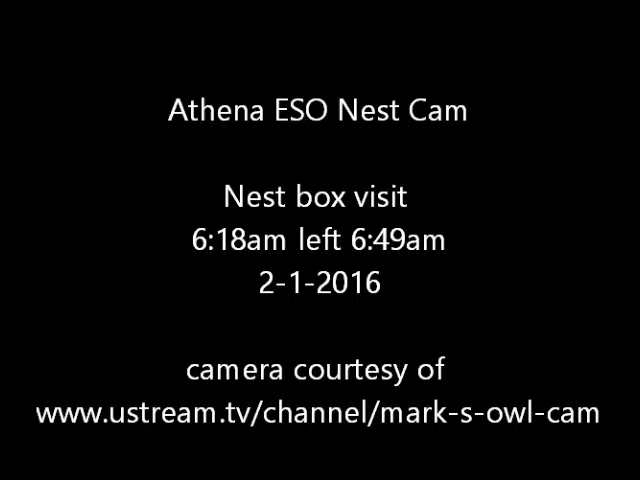 Athena ESO Nest Cam
Nest box visit
6:18am left 6:49am
2-1-2016
camera courtesy of
www.ustream.tv/channel/mark-s-owl-cam